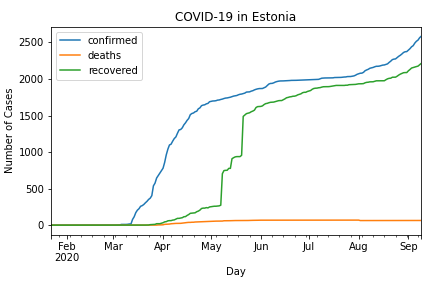 COVID-19 in Estonia
confirmed
deaths
recovered
Number of Cases
2500
2000
1500
1000
500
0
Feb
2020
Mar
Apr
May
Jun
Jul
Aug
Sep
Day